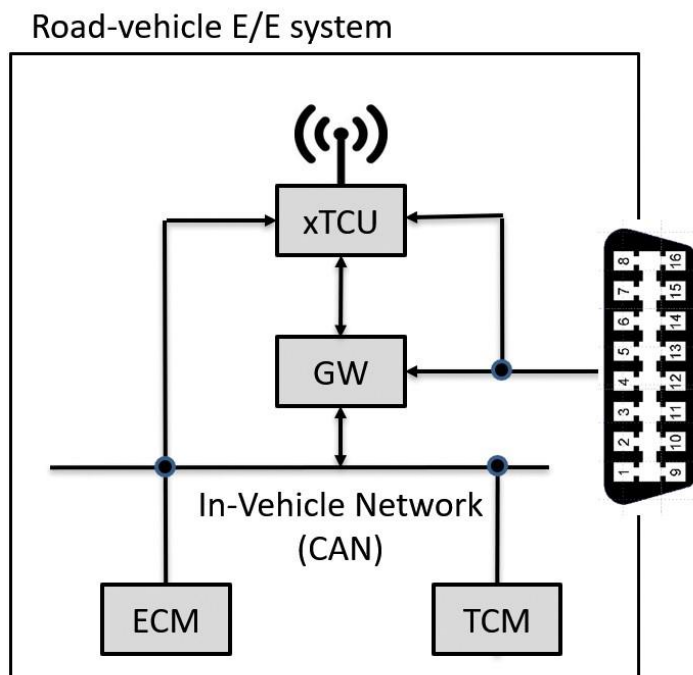 Road-vehicle E/E system
xTCU
GW
In-Vehicle Network
(CAN)
ECM
TCM
8 16
7 15
6 14
5 13
4 12
3 11
2 10
1 9